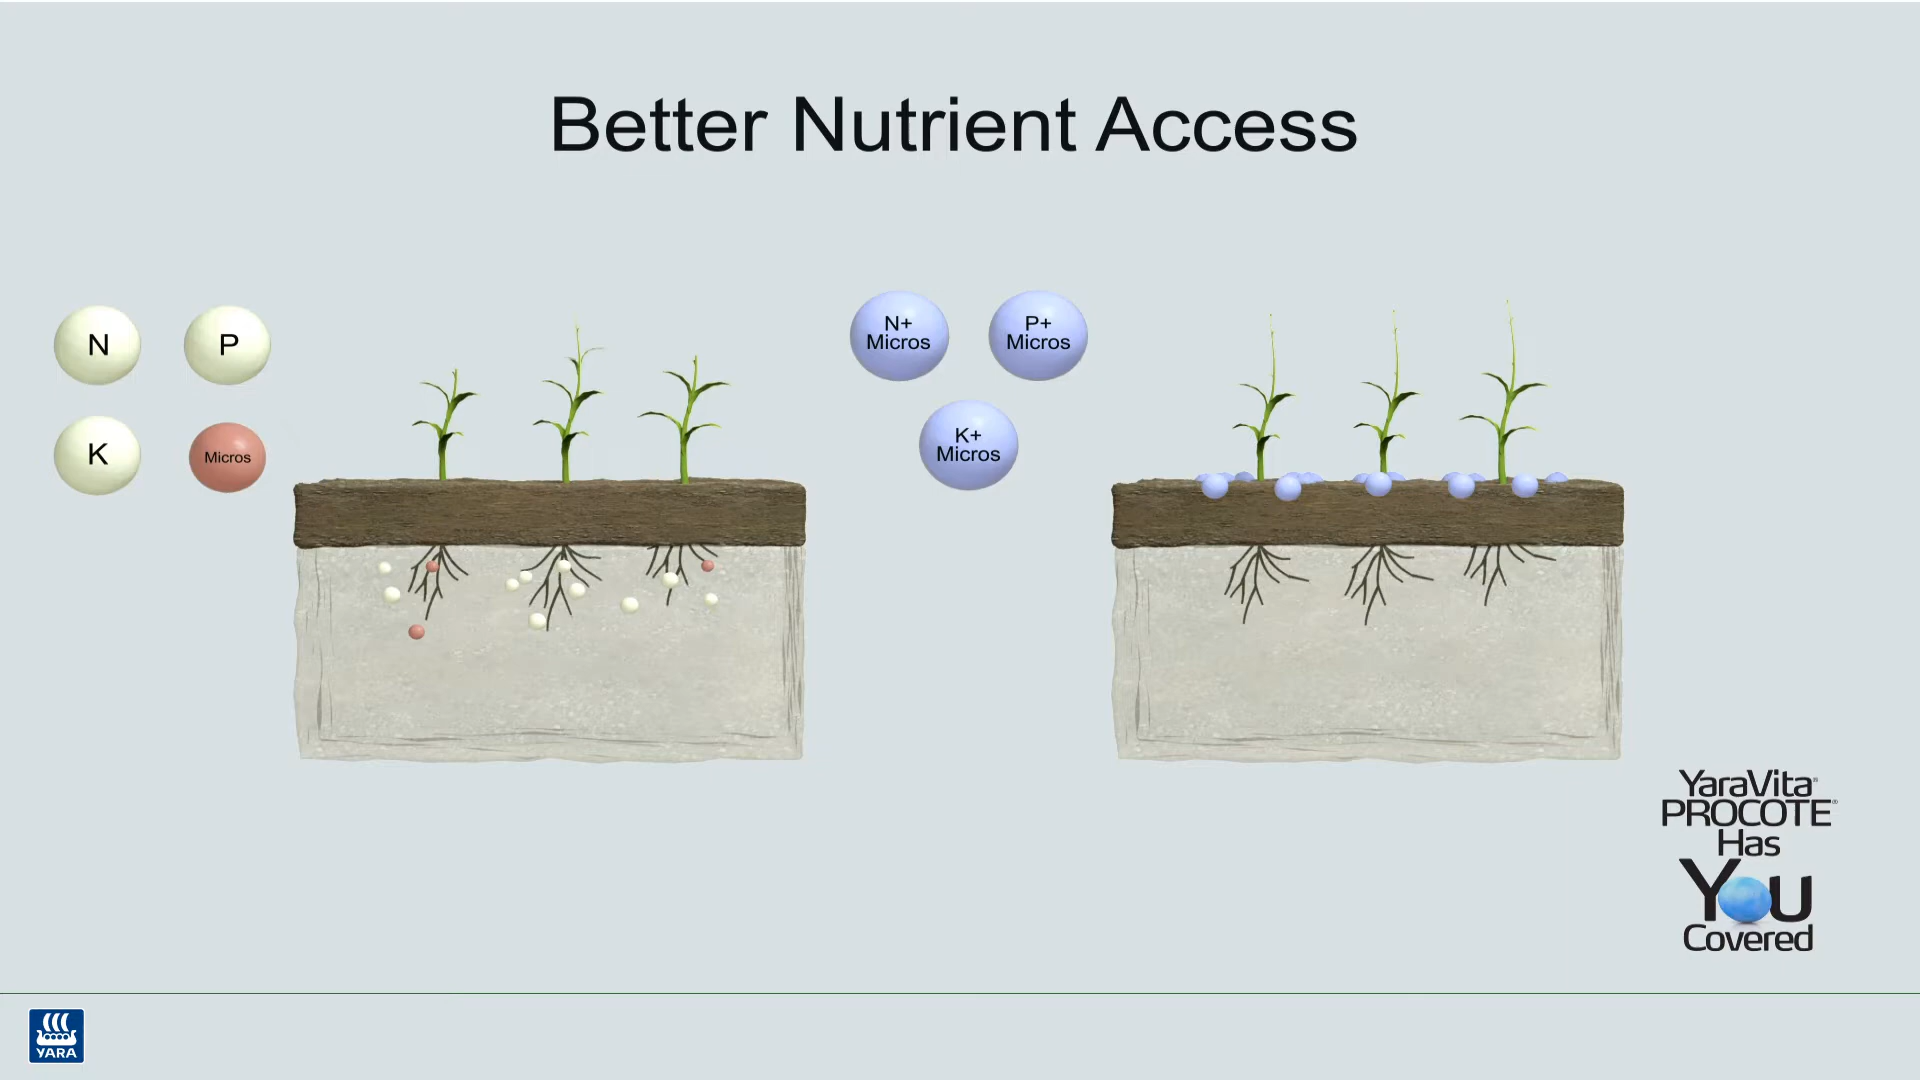 Better Nutrient Access
N
P
K
Micros
N+
Micros
P+
Micros
K+
Micros
YaraVita®
PROCOTE®
Has
You
Covered
YARA